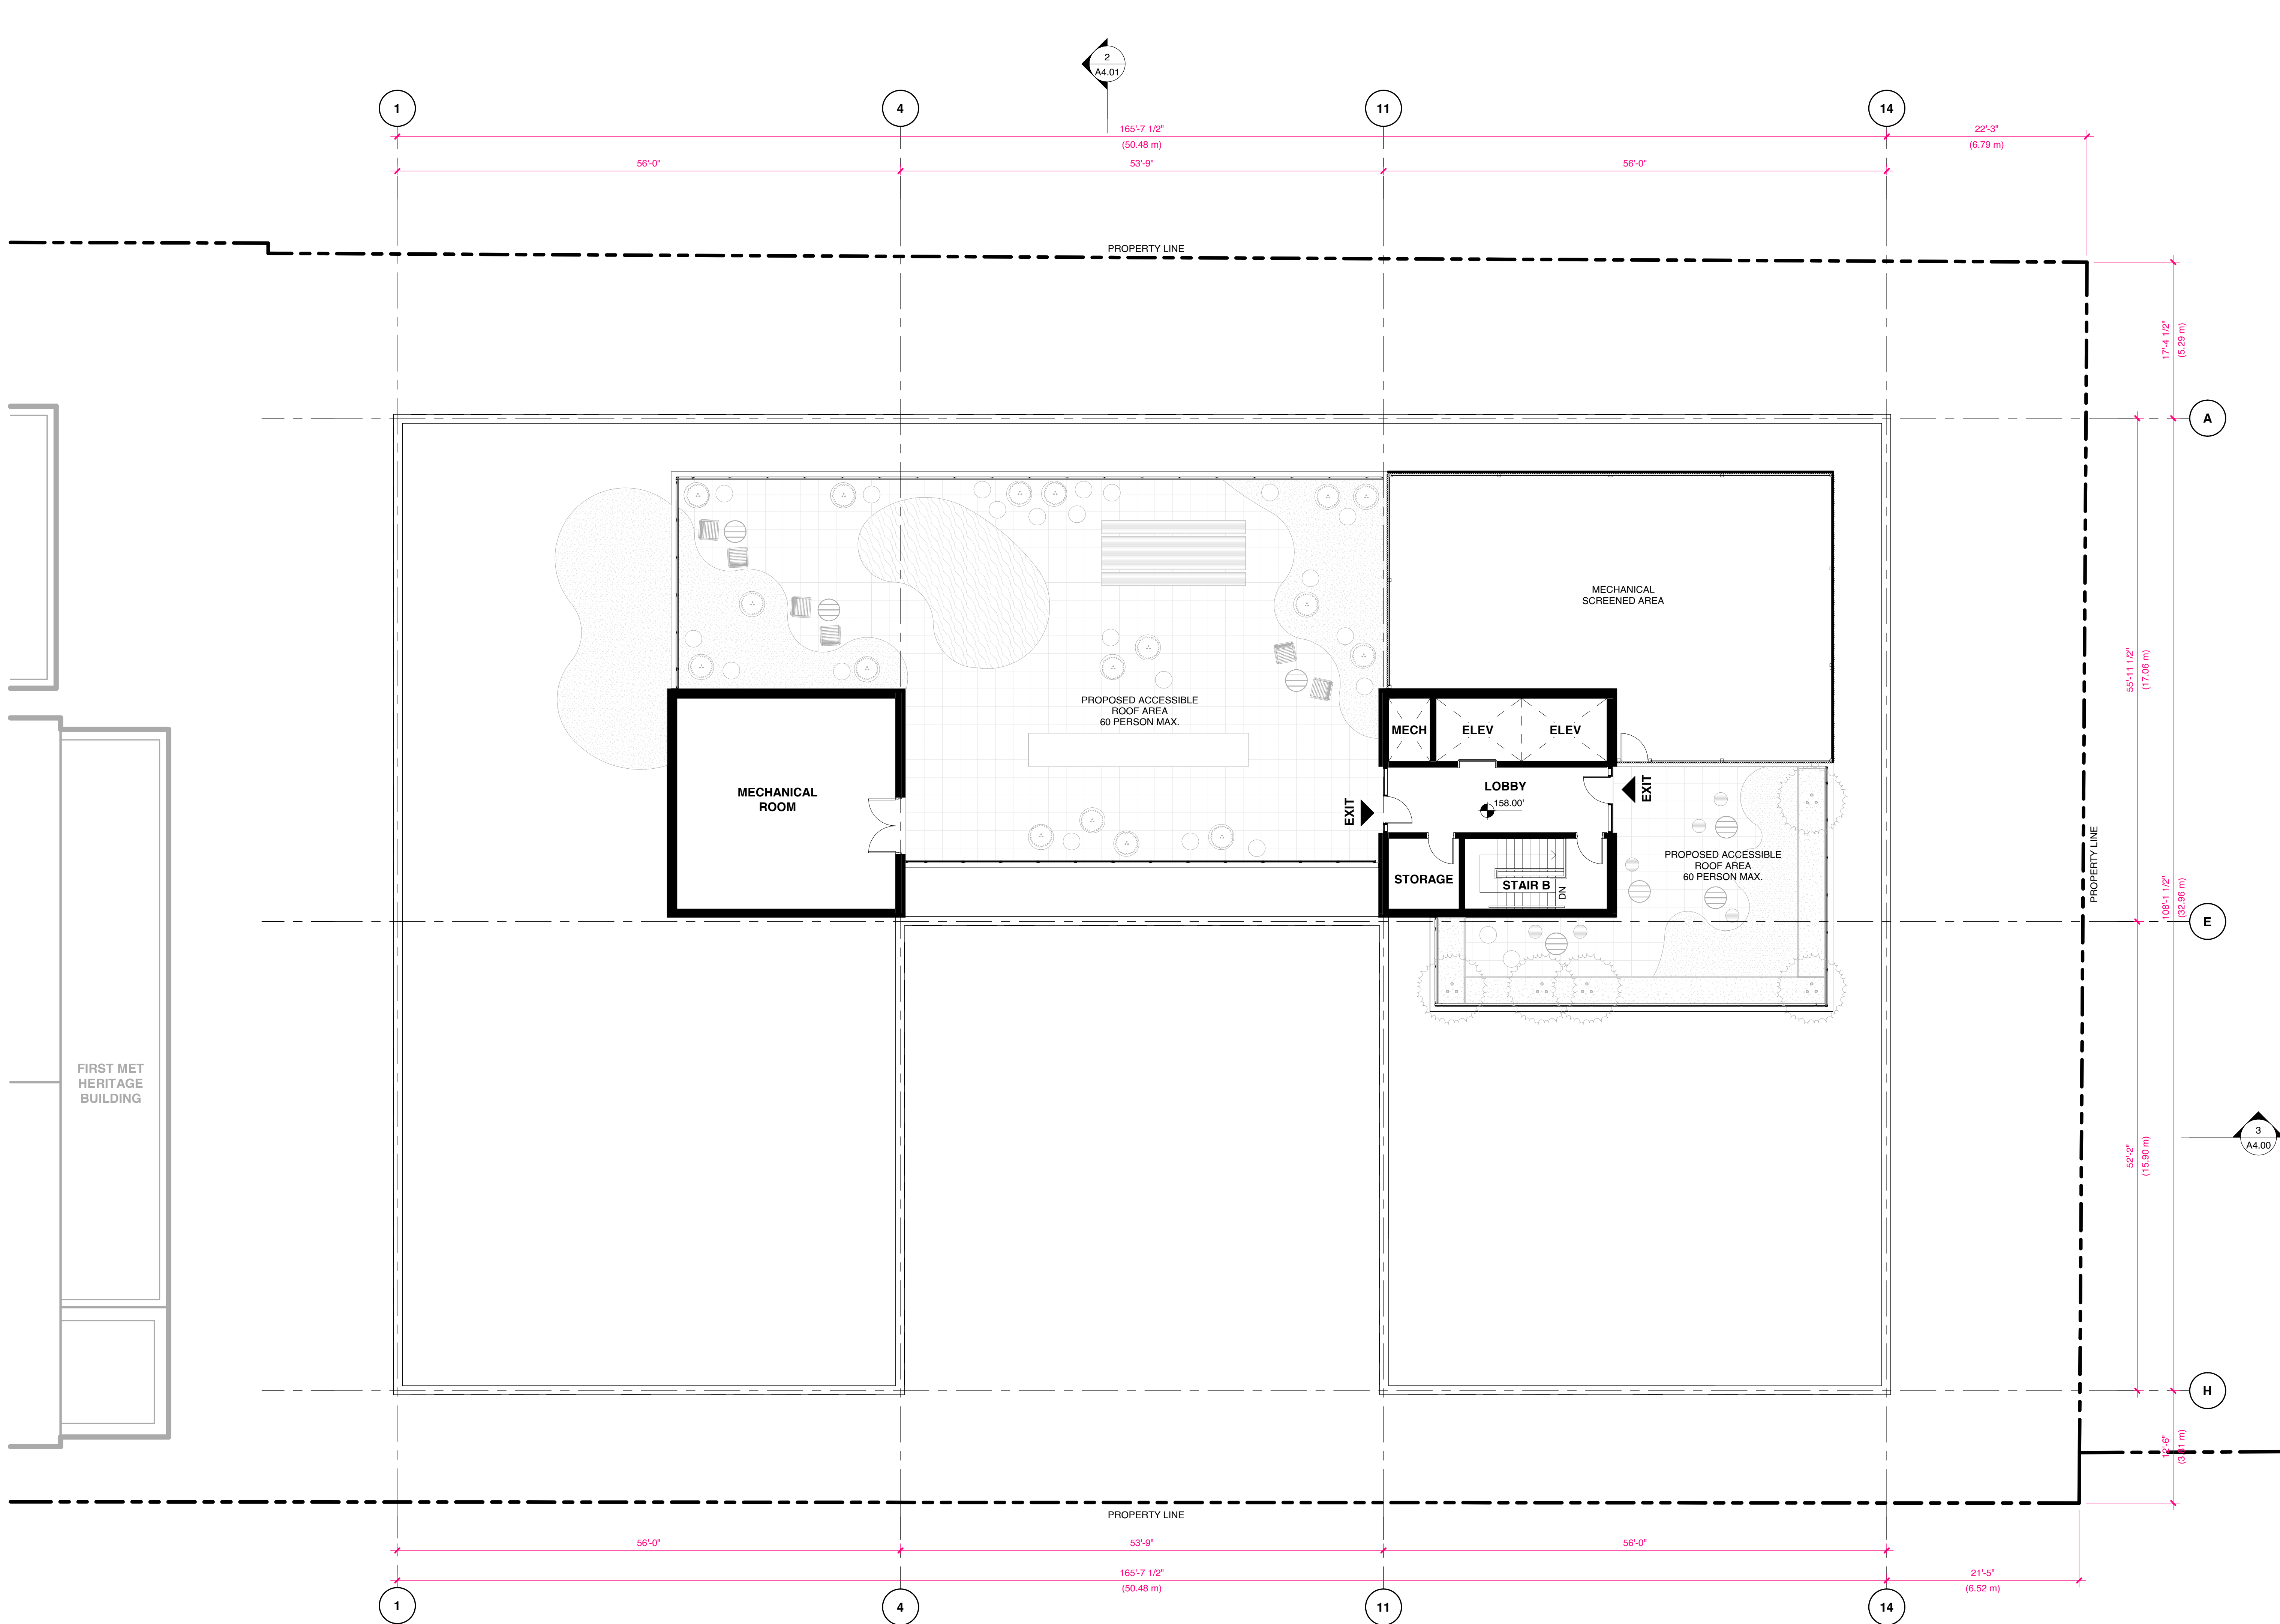 2
A4.01
1
4
11
14
165'-7 1/2"
(50.48 m)
22'-3"
(6.79 m)
56'-0"
53'-9"
56'-0"
PROPERTY LINE
17'-4 1/2"
(5.29 m)
A
MECHANICAL
SCREENED AREA
55'-11 1/2"
(17.06 m)
PROPOSED ACCESSIBLE
ROOF AREA
60 PERSON MAX.
MECH
ELEV
ELEV
MECHANICAL
ROOM
LOBBY
158.00'
EXIT
EXIT
PROPOSED ACCESSIBLE
ROOF AREA
60 PERSON MAX.
PROPERTY LINE
STORAGE
STAIR B
DN
108'-1 1/2"
(32.96 m)
E
FIRST MET
HERITAGE
BUILDING
3
A4.00
52'-2"
(15.90 m)
H
12'-6"
(3.81 m)
PROPERTY LINE
56'-0"
53'-9"
56'-0"
165'-7 1/2"
(50.48 m)
21'-5"
(6.52 m)
1
4
11
14